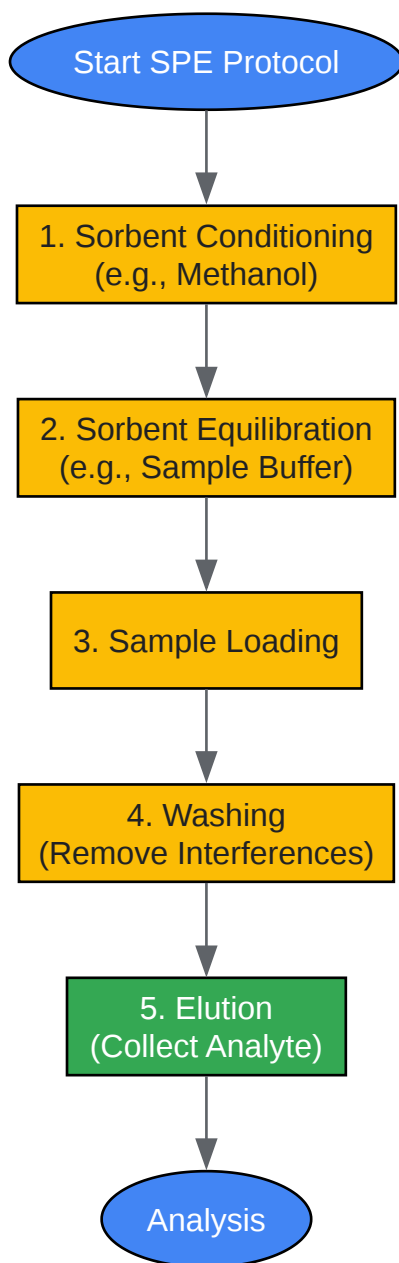 Start SPE Protocol
1. Sorbent Conditioning
(e.g., Methanol)
2. Sorbent Equilibration
(e.g., Sample Buffer)
3. Sample Loading
4. Washing
(Remove Interferences)
5. Elution
(Collect Analyte)
Analysis